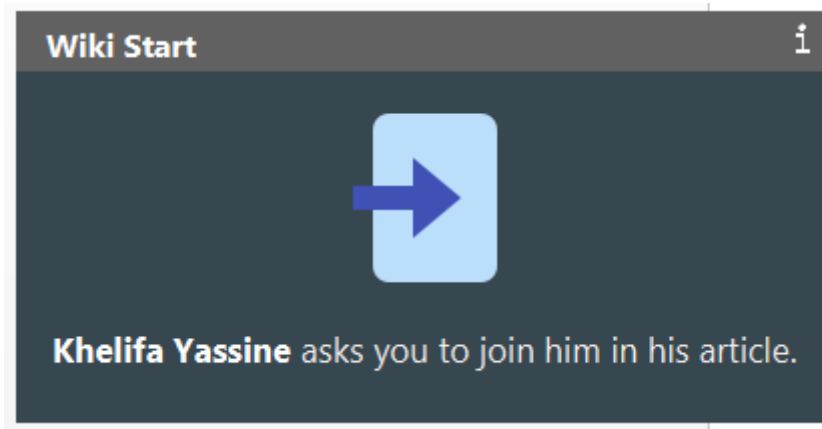 Wiki Start i
Khelifa Yassine asks you to join him in his article.